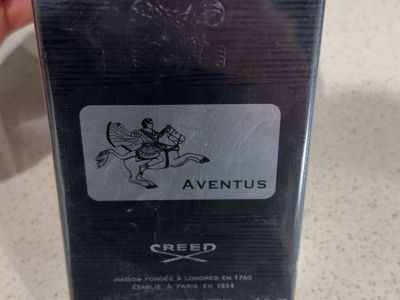 AVENTUS
CREED
MAISON FONDÉE À LONDRES EN 1760
ÉTABLIE À PARIS EN 1854